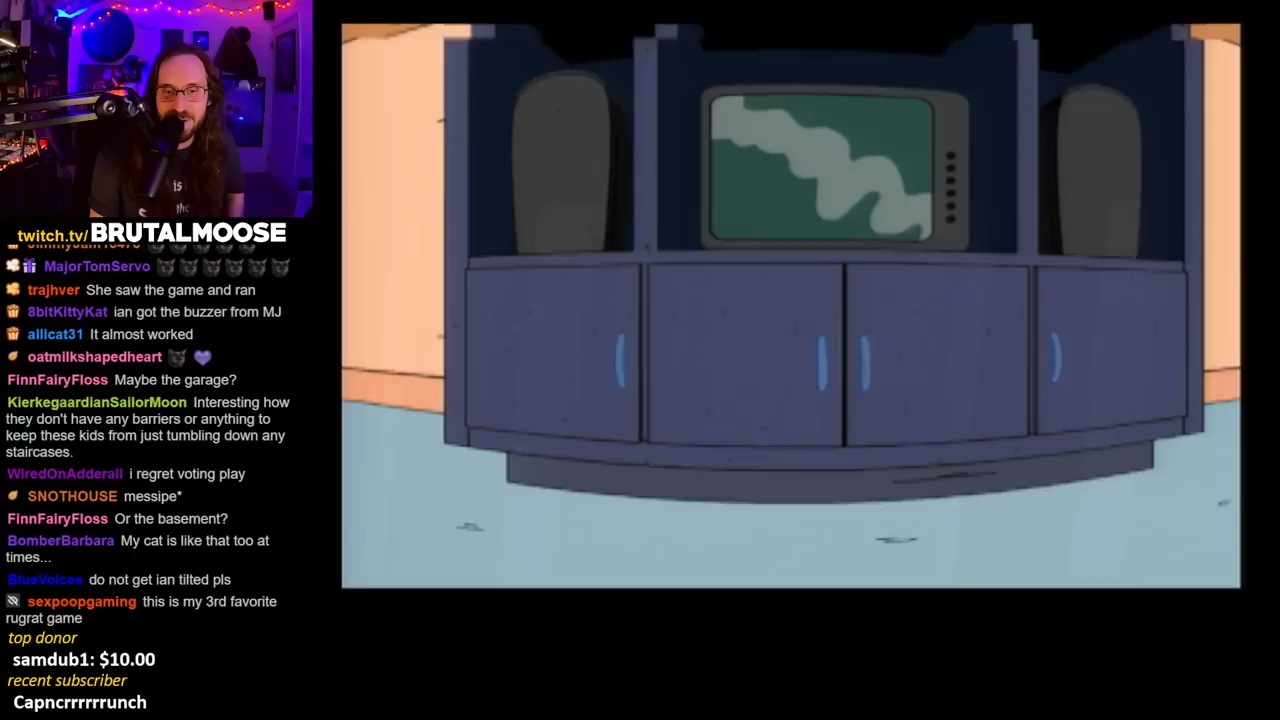 twitch.tv/BRUTALMOOSE
MajorTomServo
trajhver She saw the game and ran
8bitKittyKat ian got the buzzer from MJ
allicat31 It almost worked
oatmilkshapedheart
FinnFairyFloss Maybe the garage?
KierkegaardianSailorMoon Interesting how
they don't have any barriers or anything to
keep these kids from just tumbling down any
staircases.
WiredOnAdderall i regret voting play
SNOTHOUSE messipe*
FinnFairyFloss Or the basement?
BomberBarbara My cat is like that too at
times...
BlueVoices do not get ian tilted pls
sexpoopgaming this is my 3rd favorite
rugrat game
top donor
samdub1: $10.00
recent subscriber
Capncrrrrrrunch